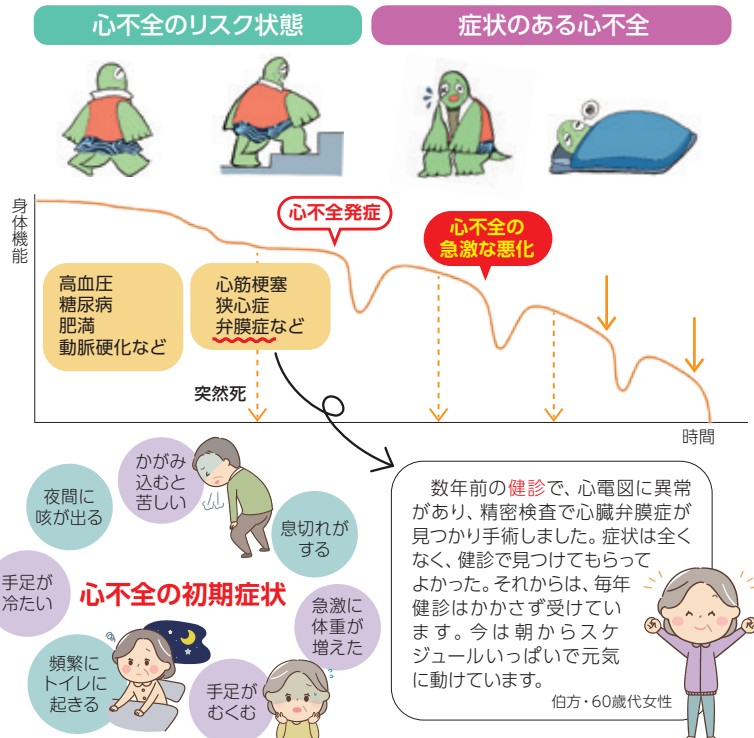 心不全のリスク状態
症状のある心不全
身体機能
心不全発症
心不全の
急激な悪化
高血圧
糖尿病
肥満
動脈硬化など
心筋梗塞
狭心症
弁膜症など
突然死
時間
かがみ
込むと
苦しい
夜間に
咳が出る
息切れが
する
手足が
冷たい
心不全の初期症状
急激に
体重が
増えた
頻繁に
トイレに
起きる
手足が
むくむ
数年前の健診で、心電図に異常
があり、精密検査で心臓弁膜症が
見つかり手術しました。症状は全く
なく、健診で見つけてもらって
よかった。それからは、毎年
健診はかかさず受けてい
ます。今は朝からスケ
ジュールいっぱいで元気
に動けています。
伯方・60歳代女性